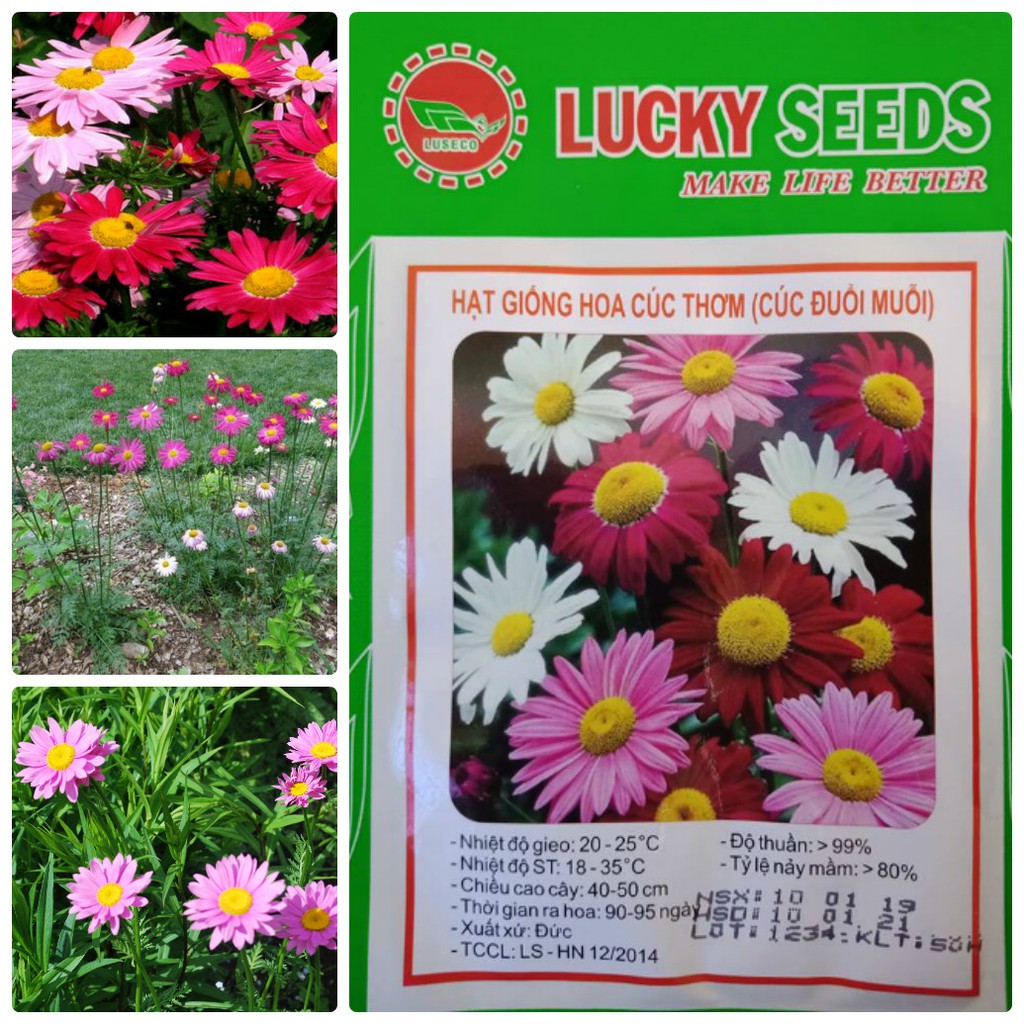 LUSECO
LUCKY SEEDS
MAKE LIFE BETTER
HẠT GIỐNG HOA CÚC THƠM (CÚC ĐUỔI MUỖI)
- Nhiệt độ gieo: 20 - 25°C
- Nhiệt độ ST: 18 - 35°C
- Chiều cao cây: 40-50 cm
- Thời gian ra hoa: 90-95 ngày
- Xuất xứ: Đức
- TCCL: LS - HN 12/2014
- Độ thuần: > 99%
- Tỷ lệ nảy mầm: > 80%
NSX: 10 01 19
HSD: 10 01 21
LOT: 1234. KLT:50H